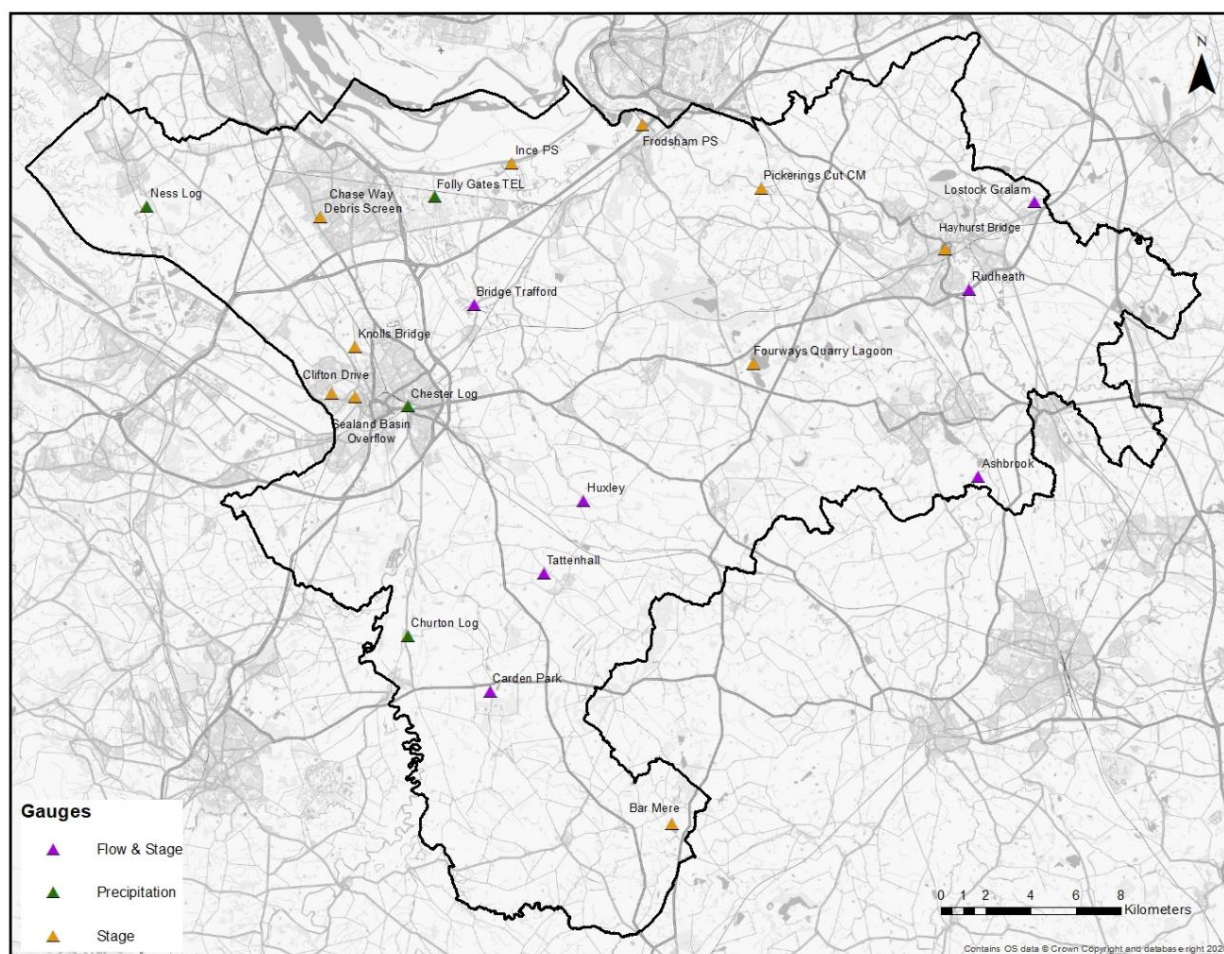 N
Frodsham PS
Ince PS
Pickerings Cut CM
Folly Gates TEL
Ness Log
Chase Way
Debris Screen
Lostock Gralam
Hayhurst Bridge
Rudheath
Bridge Trafford
Knolls Bridge
Fourways Quarry Lagoon
Clifton Drive
Chester Log
Sealand Basin
Overflow
Ashbrook
Huxley
Tattenhall
Churton Log
Carden Park
Bar Mere
Gauges
Flow & Stage
Precipitation
Stage
0 1 2 4 6 8
Kilometers
Contains OS data © Crown Copyright and database right